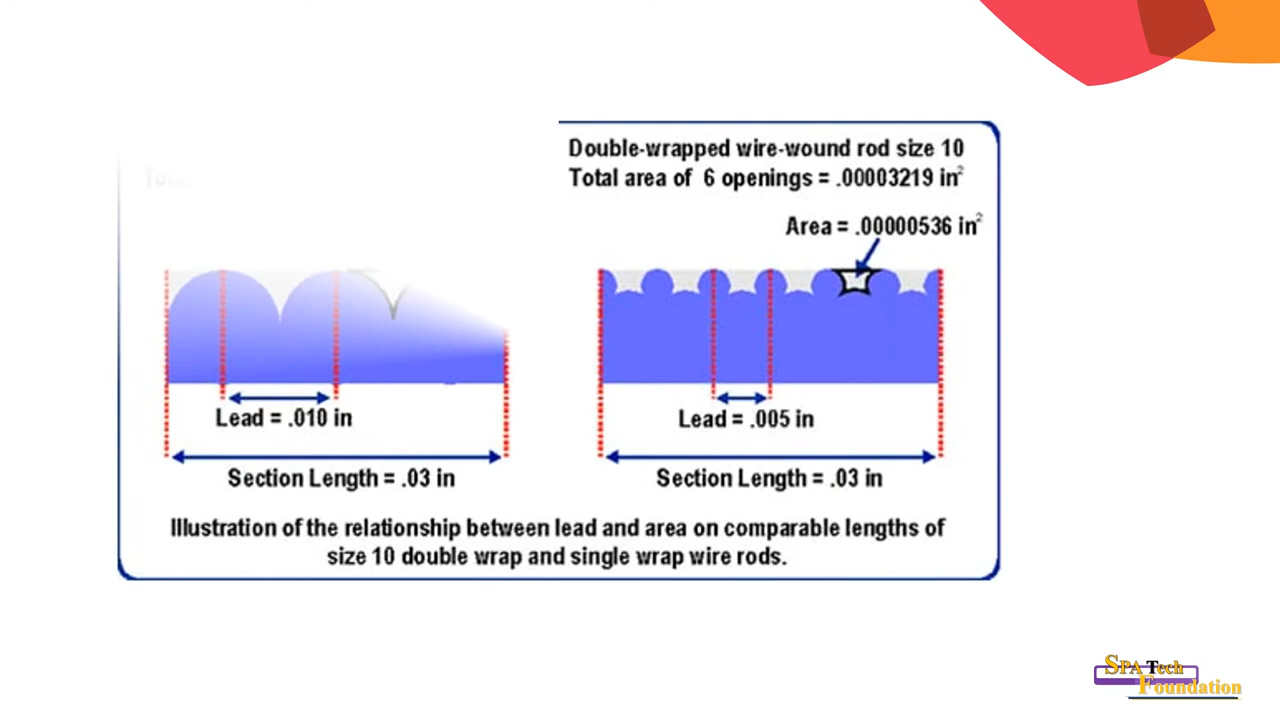 Double-wrapped wire-wound rod size 10
Total area of 6 openings = .00003219 in²
Area = .00000536 in²
Lead = .010 in
Lead = .005 in
Section Length = .03 in
Section Length = .03 in
Illustration of the relationship between lead and area on comparable lengths of
size 10 double wrap and single wrap wire rods.
SPA Tech
Foundation